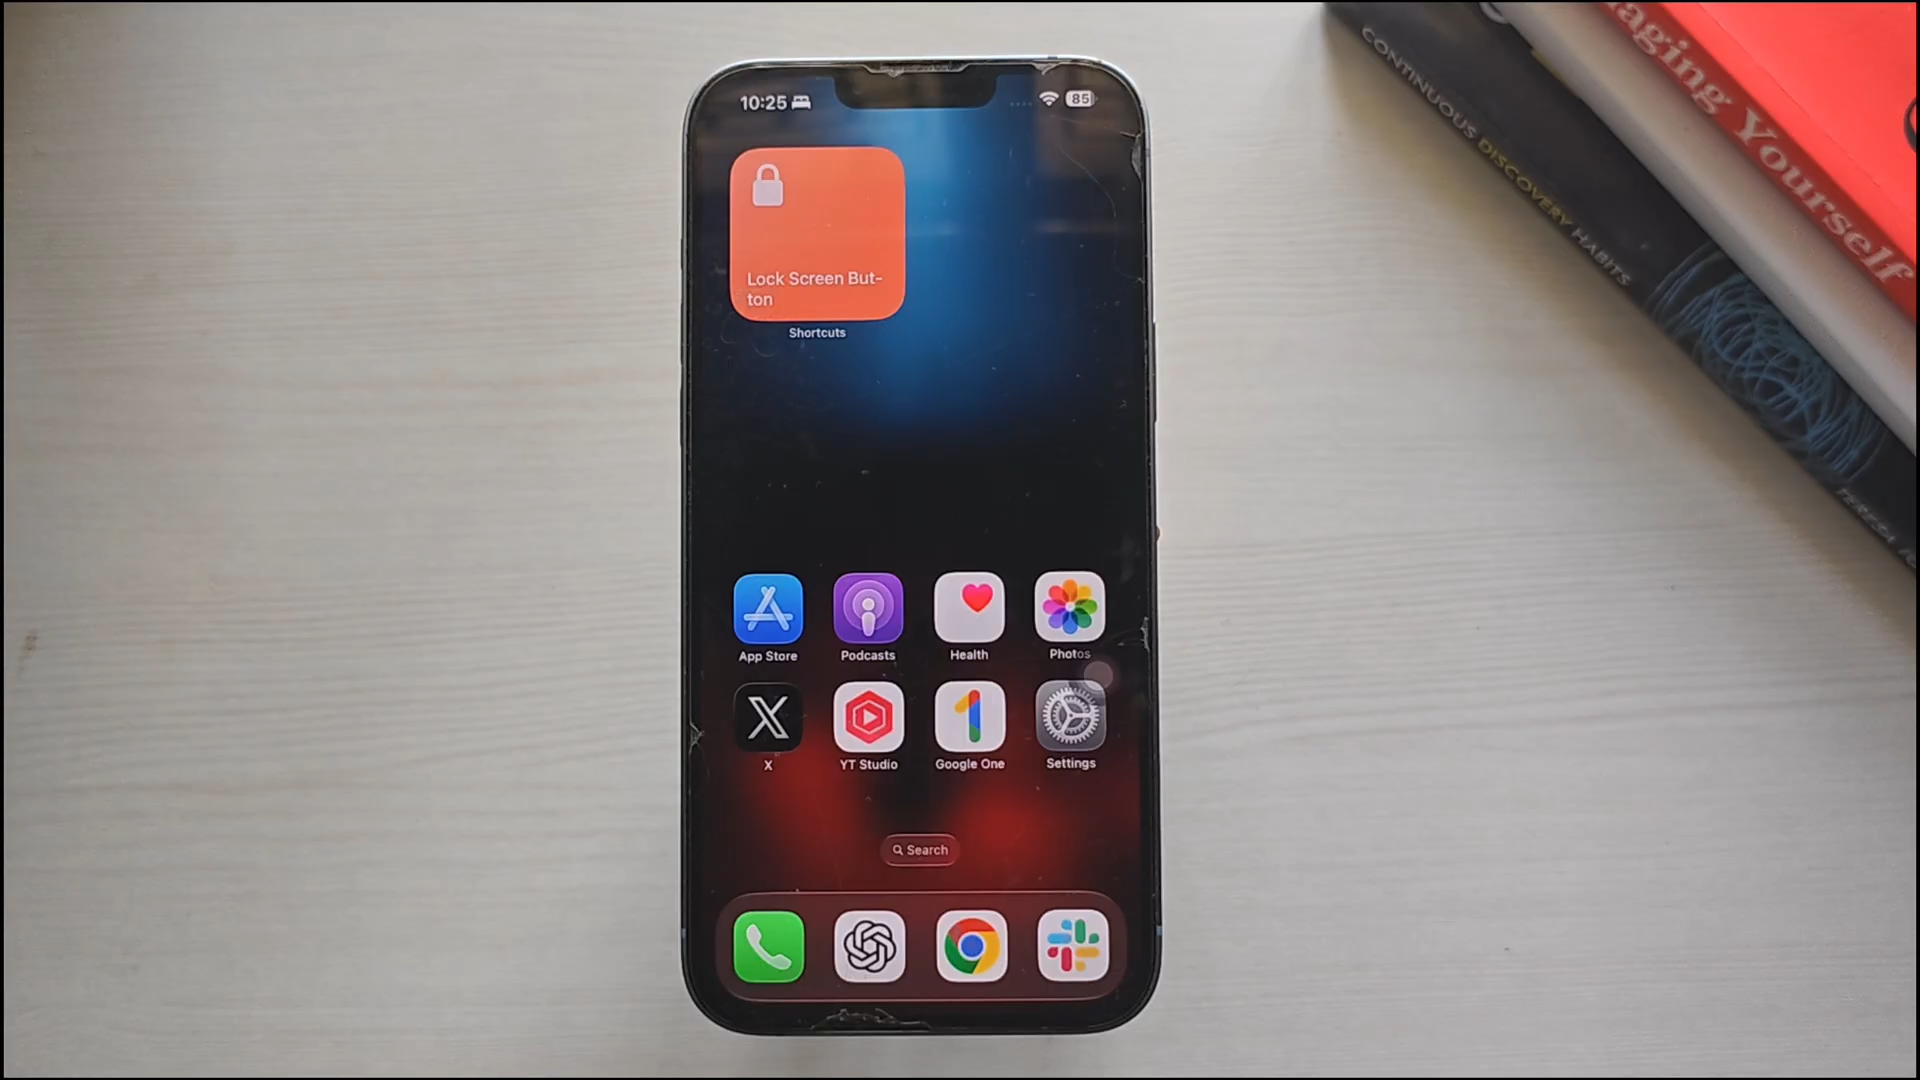 10:25
85
Lock Screen But-
ton
Shortcuts
App Store
Podcasts
Health
Photos
X
YT Studio
Google One
Settings
Search
CONTINUOUS DISCOVERY HABITS
TERESA
aging Yourself